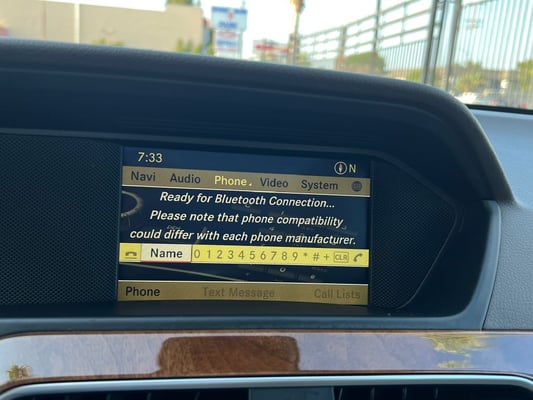 7:33
N
Navi Audio Phone Video System
Ready for Bluetooth Connection...
Please note that phone compatibility
could differ with each phone manufacturer.
Name 0 1 2 3 4 5 6 7 8 9 * # + CLR
Phone Text Message Call Lists